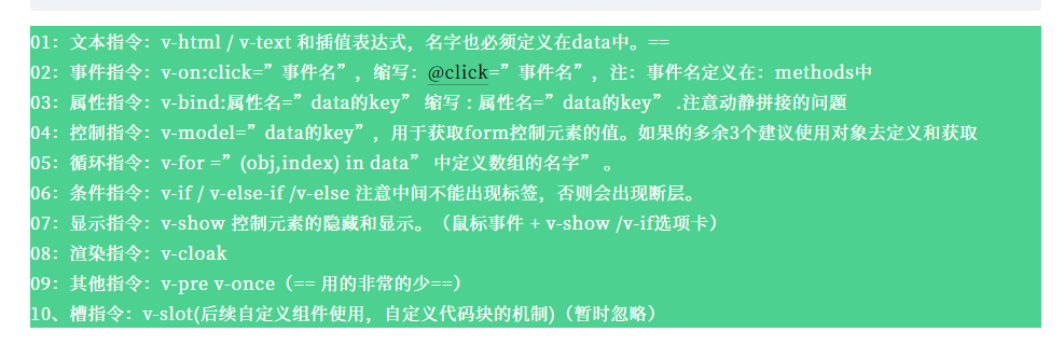 01：文本指令：v-html / v-text 和插值表达式，名字也必须定义在data中。==
02：事件指令：v-on:click=”事件名”，缩写：@click=”事件名”，注：事件名定义在：methods中
03：属性指令：v-bind:属性名=”data的key” 缩写 : 属性名=”data的key” .注意动静拼接的问题
04：控制指令：v-model=”data的key”，用于获取form控制元素的值。如果的多余3个建议使用对象去定义和获取
05：循环指令：v-for =”(obj,index) in data” 中定义数组的名字” 。
06：条件指令：v-if / v-else-if /v-else 注意中间不能出现标签，否则会出现断层。
07：显示指令：v-show 控制元素的隐藏和显示。（鼠标事件 + v-show /v-if选项卡）
08：渲染指令：v-cloak
09：其他指令：v-pre v-once（== 用的非常的少==）
10、槽指令：v-slot(后续自定义组件使用，自定义代码块的机制)（暂时忽略）